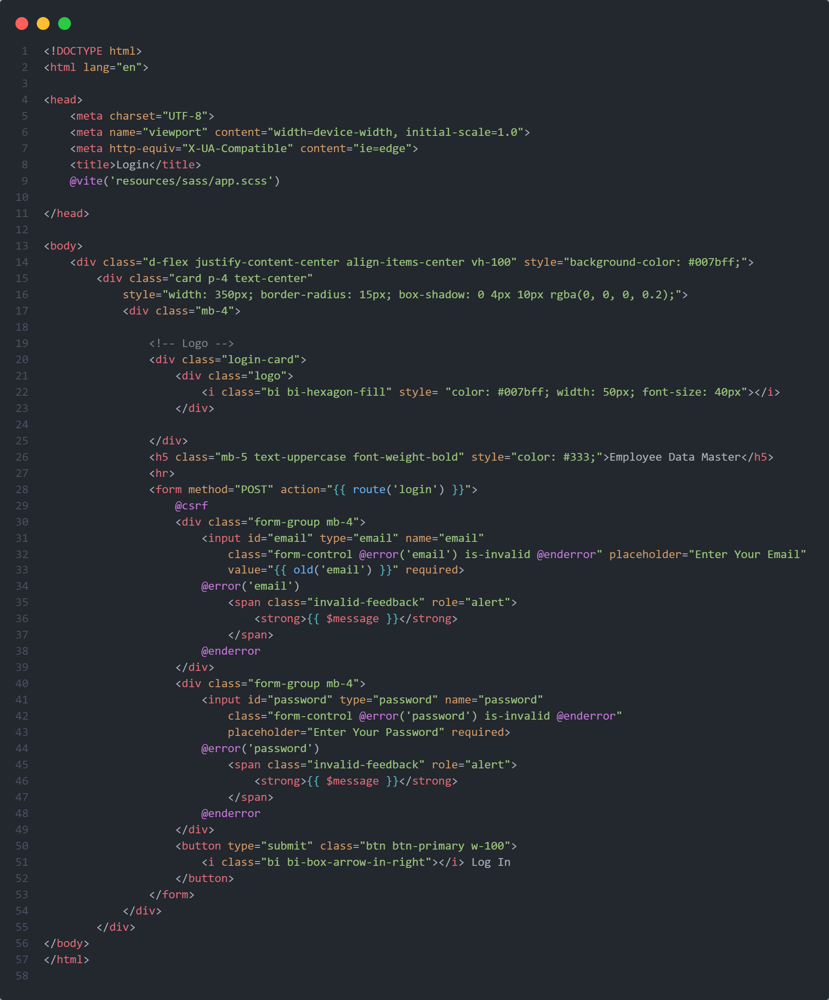 1 <!DOCTYPE html>
2 <html lang="en">
3
4 <head>
5     <meta charset="UTF-8">
6     <meta name="viewport" content="width=device-width, initial-scale=1.0">
7     <meta http-equiv="X-UA-Compatible" content="ie=edge">
8     <title>Login</title>
9     @vite('resources/sass/app.scss')
10
11 </head>
12
13 <body>
14     <div class="d-flex justify-content-center align-items-center vh-100" style="background-color: #007bff;">
15         <div class="card p-4 text-center"
16             style="width: 350px; border-radius: 15px; box-shadow: 0 4px 10px rgba(0, 0, 0, 0.2);">
17             <div class="mb-4">
18
19                 <!-- Logo -->
20                 <div class="login-card">
21                     <div class="logo">
22                         <i class="bi bi-hexagon-fill" style= "color: #007bff; width: 50px; font-size: 40px"></i>
23                     </div>
24
25                 </div>
26                 <h5 class="mb-5 text-uppercase font-weight-bold" style="color: #333;">Employee Data Master</h5>
27                 <hr>
28                 <form method="POST" action="{{ route('login') }}">
29                     @csrf
30                     <div class="form-group mb-4">
31                         <input id="email" type="email" name="email"
32                             class="form-control @error('email') is-invalid @enderror" placeholder="Enter Your Email"
33                             value="{{ old('email') }}" required>
34                         @error('email')
35                             <span class="invalid-feedback" role="alert">
36                                 <strong>{{ $message }}</strong>
37                             </span>
38                         @enderror
39                     </div>
40                     <div class="form-group mb-4">
41                         <input id="password" type="password" name="password"
42                             class="form-control @error('password') is-invalid @enderror"
43                             placeholder="Enter Your Password" required>
44                         @error('password')
45                             <span class="invalid-feedback" role="alert">
46                                 <strong>{{ $message }}</strong>
47                             </span>
48                         @enderror
49                     </div>
50                     <button type="submit" class="btn btn-primary w-100">
51                         <i class="bi bi-box-arrow-in-right"></i> Log In
52                     </button>
53                 </form>
54             </div>
55         </div>
56 </body>
57 </html>
58